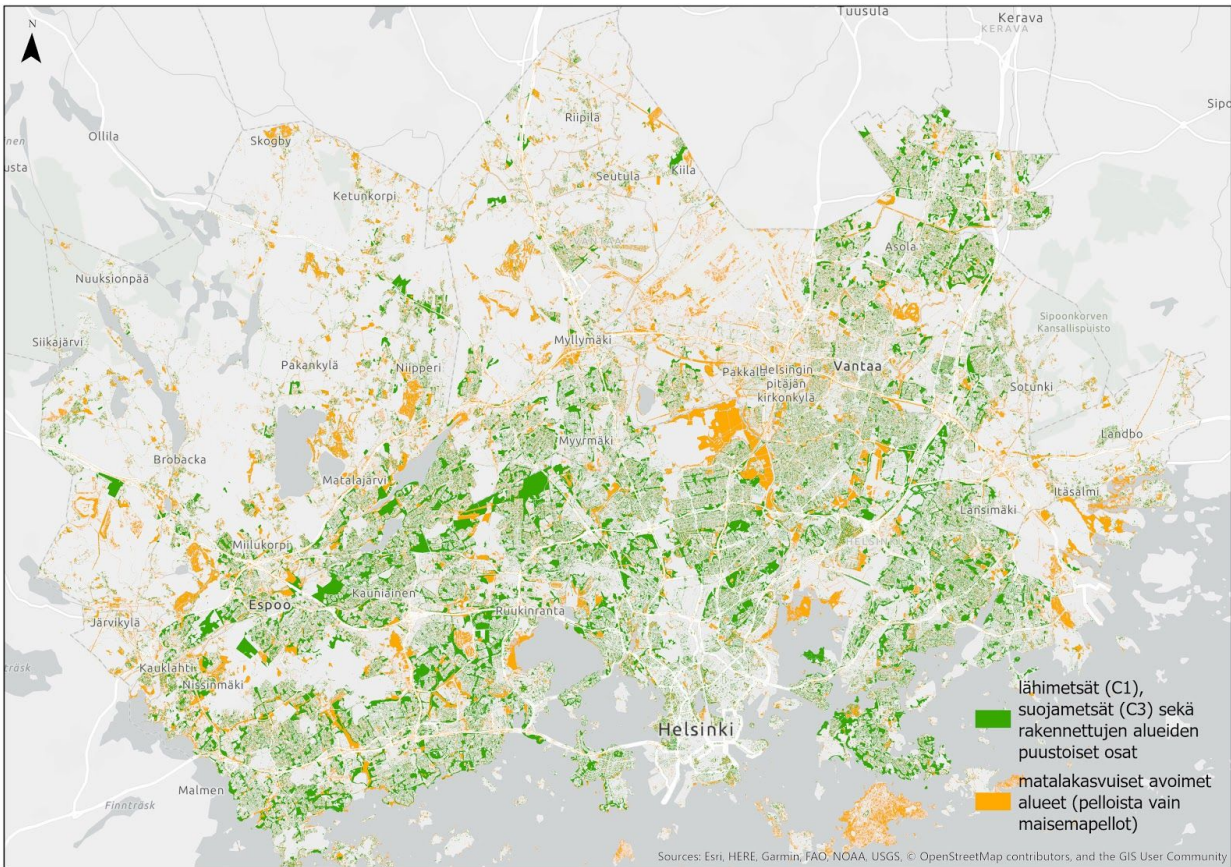 N
Tuusula
Kerava
KERAVA
Ollila
Skogby
Riipilä
Sipo
usta
Ketunkorpi
Seutula
Kiila
VANTAA
Asola
Nuuksionpää
Sipoonkorven
Kansallispuisto
Siikajärvi
Myllymäki
Pakankylä
Niipperi
Pakkala
Helsingin
pitäjän
kirkonkylä
Vantaa
Sotunki
Myyrmäki
Landbo
Brobacka
Matalajärvi
Itäsalmi
Länsimäki
HELSINKI
Miilukorpi
Kauniainen
Espoo
Ruukinranta
Järvikylä
Kauklahti
Nissinmäki
träsk
Helsinki
Malmen
Finnträsk
lähimetsät (C1),
suojametsät (C3) sekä
rakennettujen alueiden
puustoiset osat
matalakasvuiset avoimet
alueet (pelloista vain
maisemapellot)
Sources: Esri, HERE, Garmin, FAO, NOAA, USGS, © OpenStreetMap contributors, and the GIS User Community